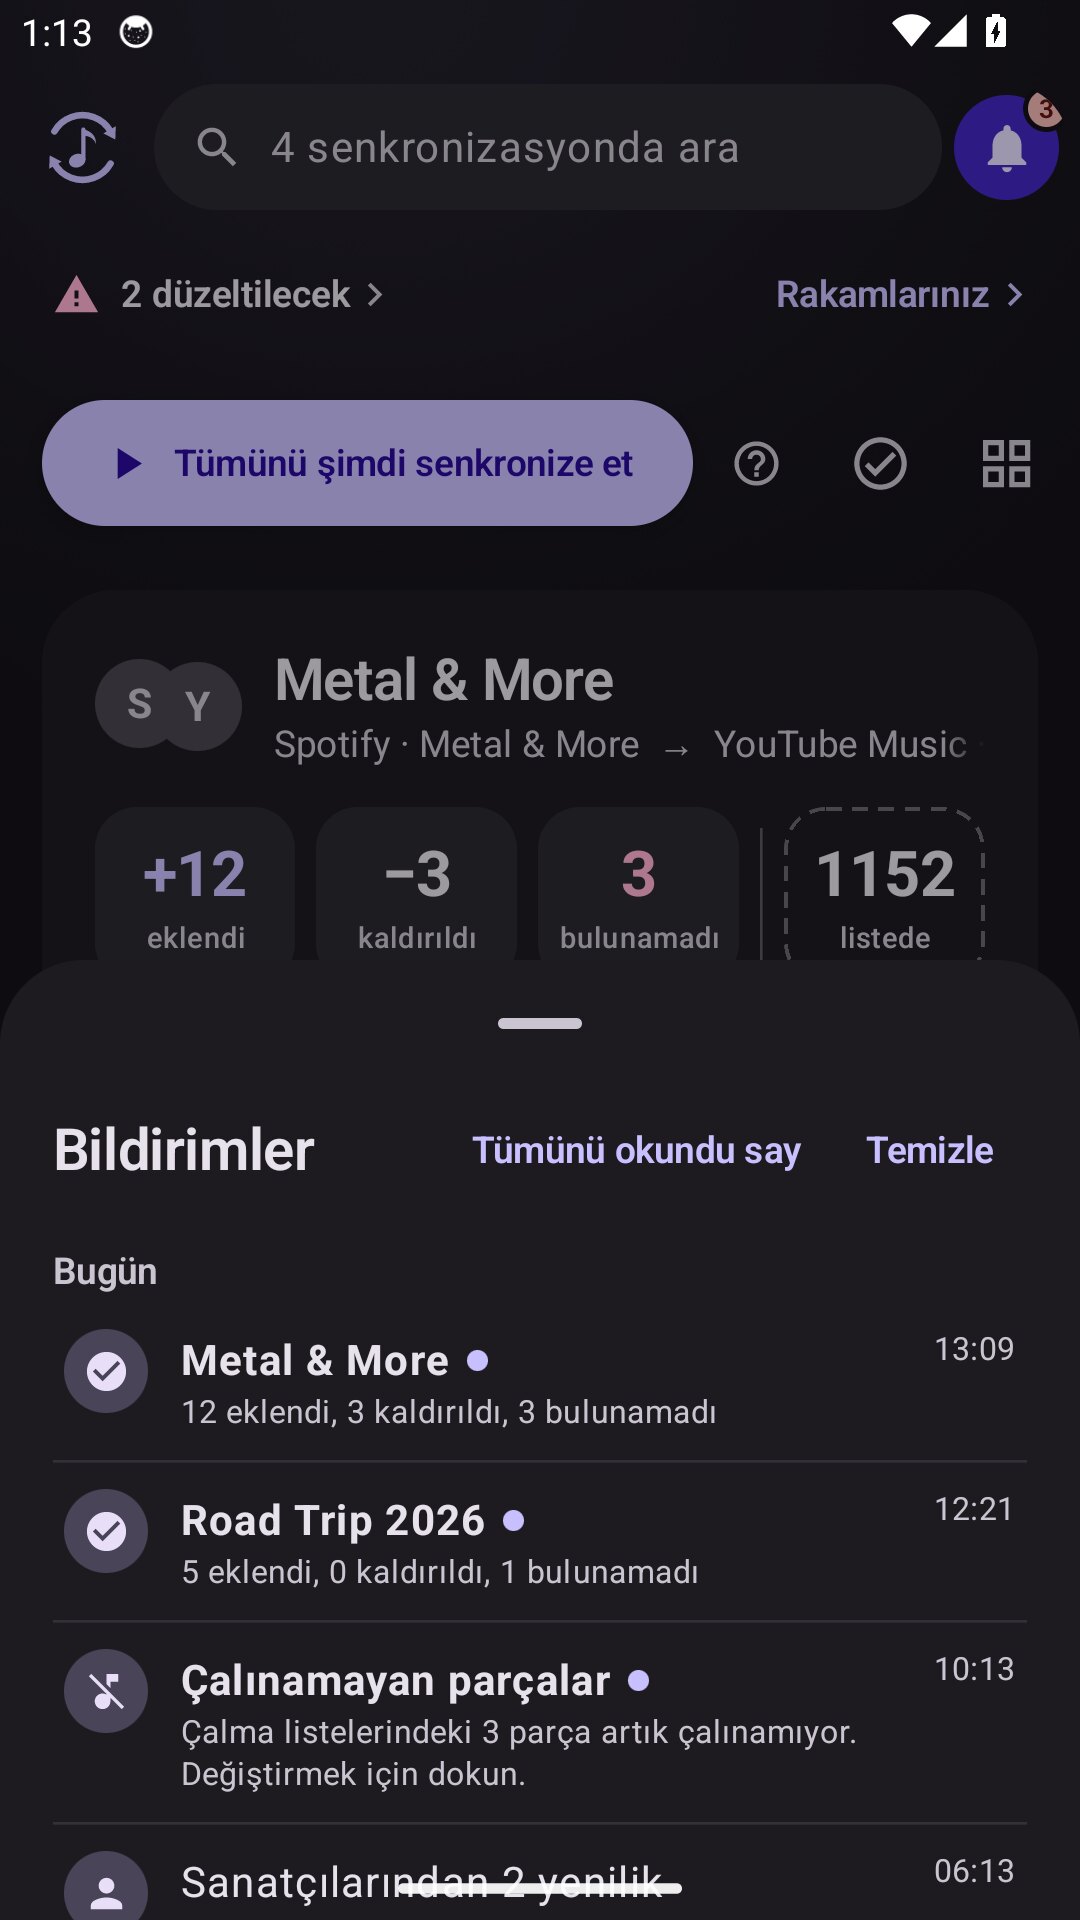 1:13
4 senkronizasyonda ara
3
2 düzeltilecek
Rakamlarınız
Tümünü şimdi senkronize et
S Y
Metal & More
Spotify · Metal & More → YouTube Music
+12
eklendi
−3
kaldırıldı
3
bulunamadı
1152
listede
Bildirimler
Tümünü okundu say
Temizle
Bugün
Metal & More
13:09
12 eklendi, 3 kaldırıldı, 3 bulunamadı
Road Trip 2026
12:21
5 eklendi, 0 kaldırıldı, 1 bulunamadı
Çalınamayan parçalar
10:13
Çalma listelerindeki 3 parça artık çalınamıyor.
Değiştirmek için dokun.
Sanatçılarından 2 yenilik
06:13